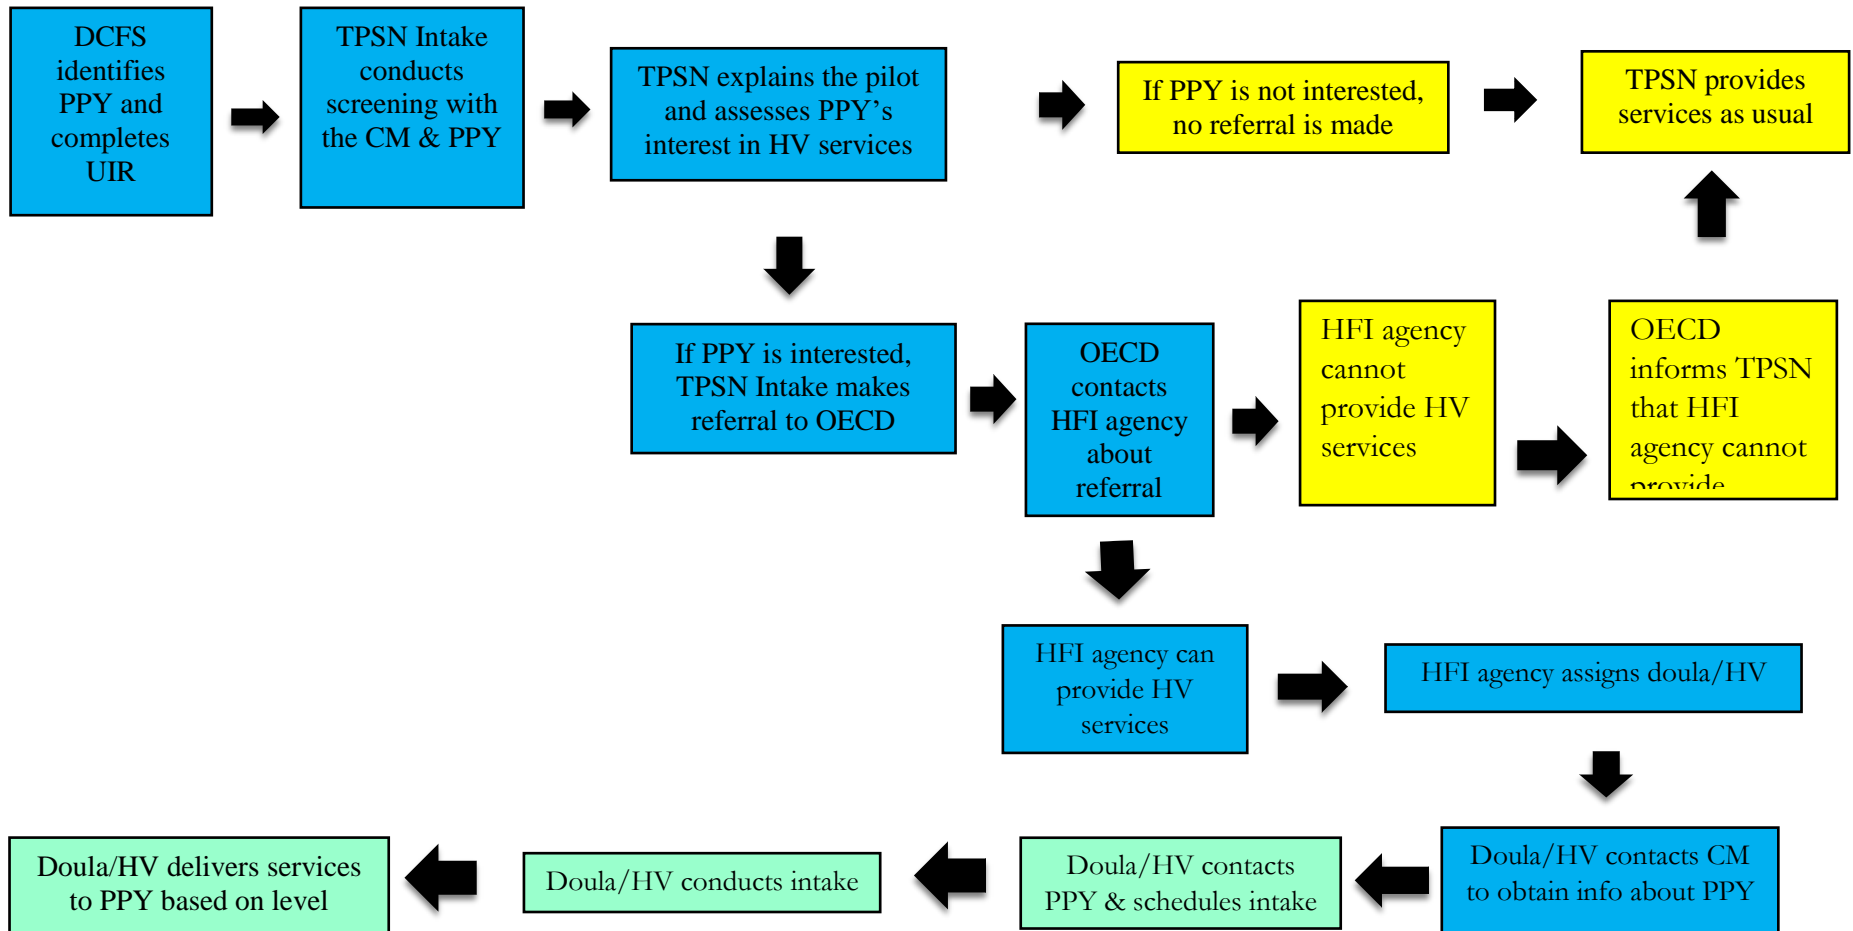 DCFS
identifies
PPY and
completes
UIR
TPSN Intake
conducts
screening with
the CM & PPY
TPSN explains the pilot
and assesses PPY’s
interest in HV services
If PPY is not interested,
no referral is made
TPSN provides
services as usual
If PPY is interested,
TPSN Intake makes
referral to OECD
OECD
contacts
HFI agency
about
referral
HFI agency
cannot
provide HV
services
OECD
informs TPSN
that HFI
agency cannot
provide
HFI agency can
provide HV
services
HFI agency assigns doula/HV
Doula/HV contacts CM
to obtain info about PPY
Doula/HV contacts
PPY & schedules intake
Doula/HV conducts intake
Doula/HV delivers services
to PPY based on level